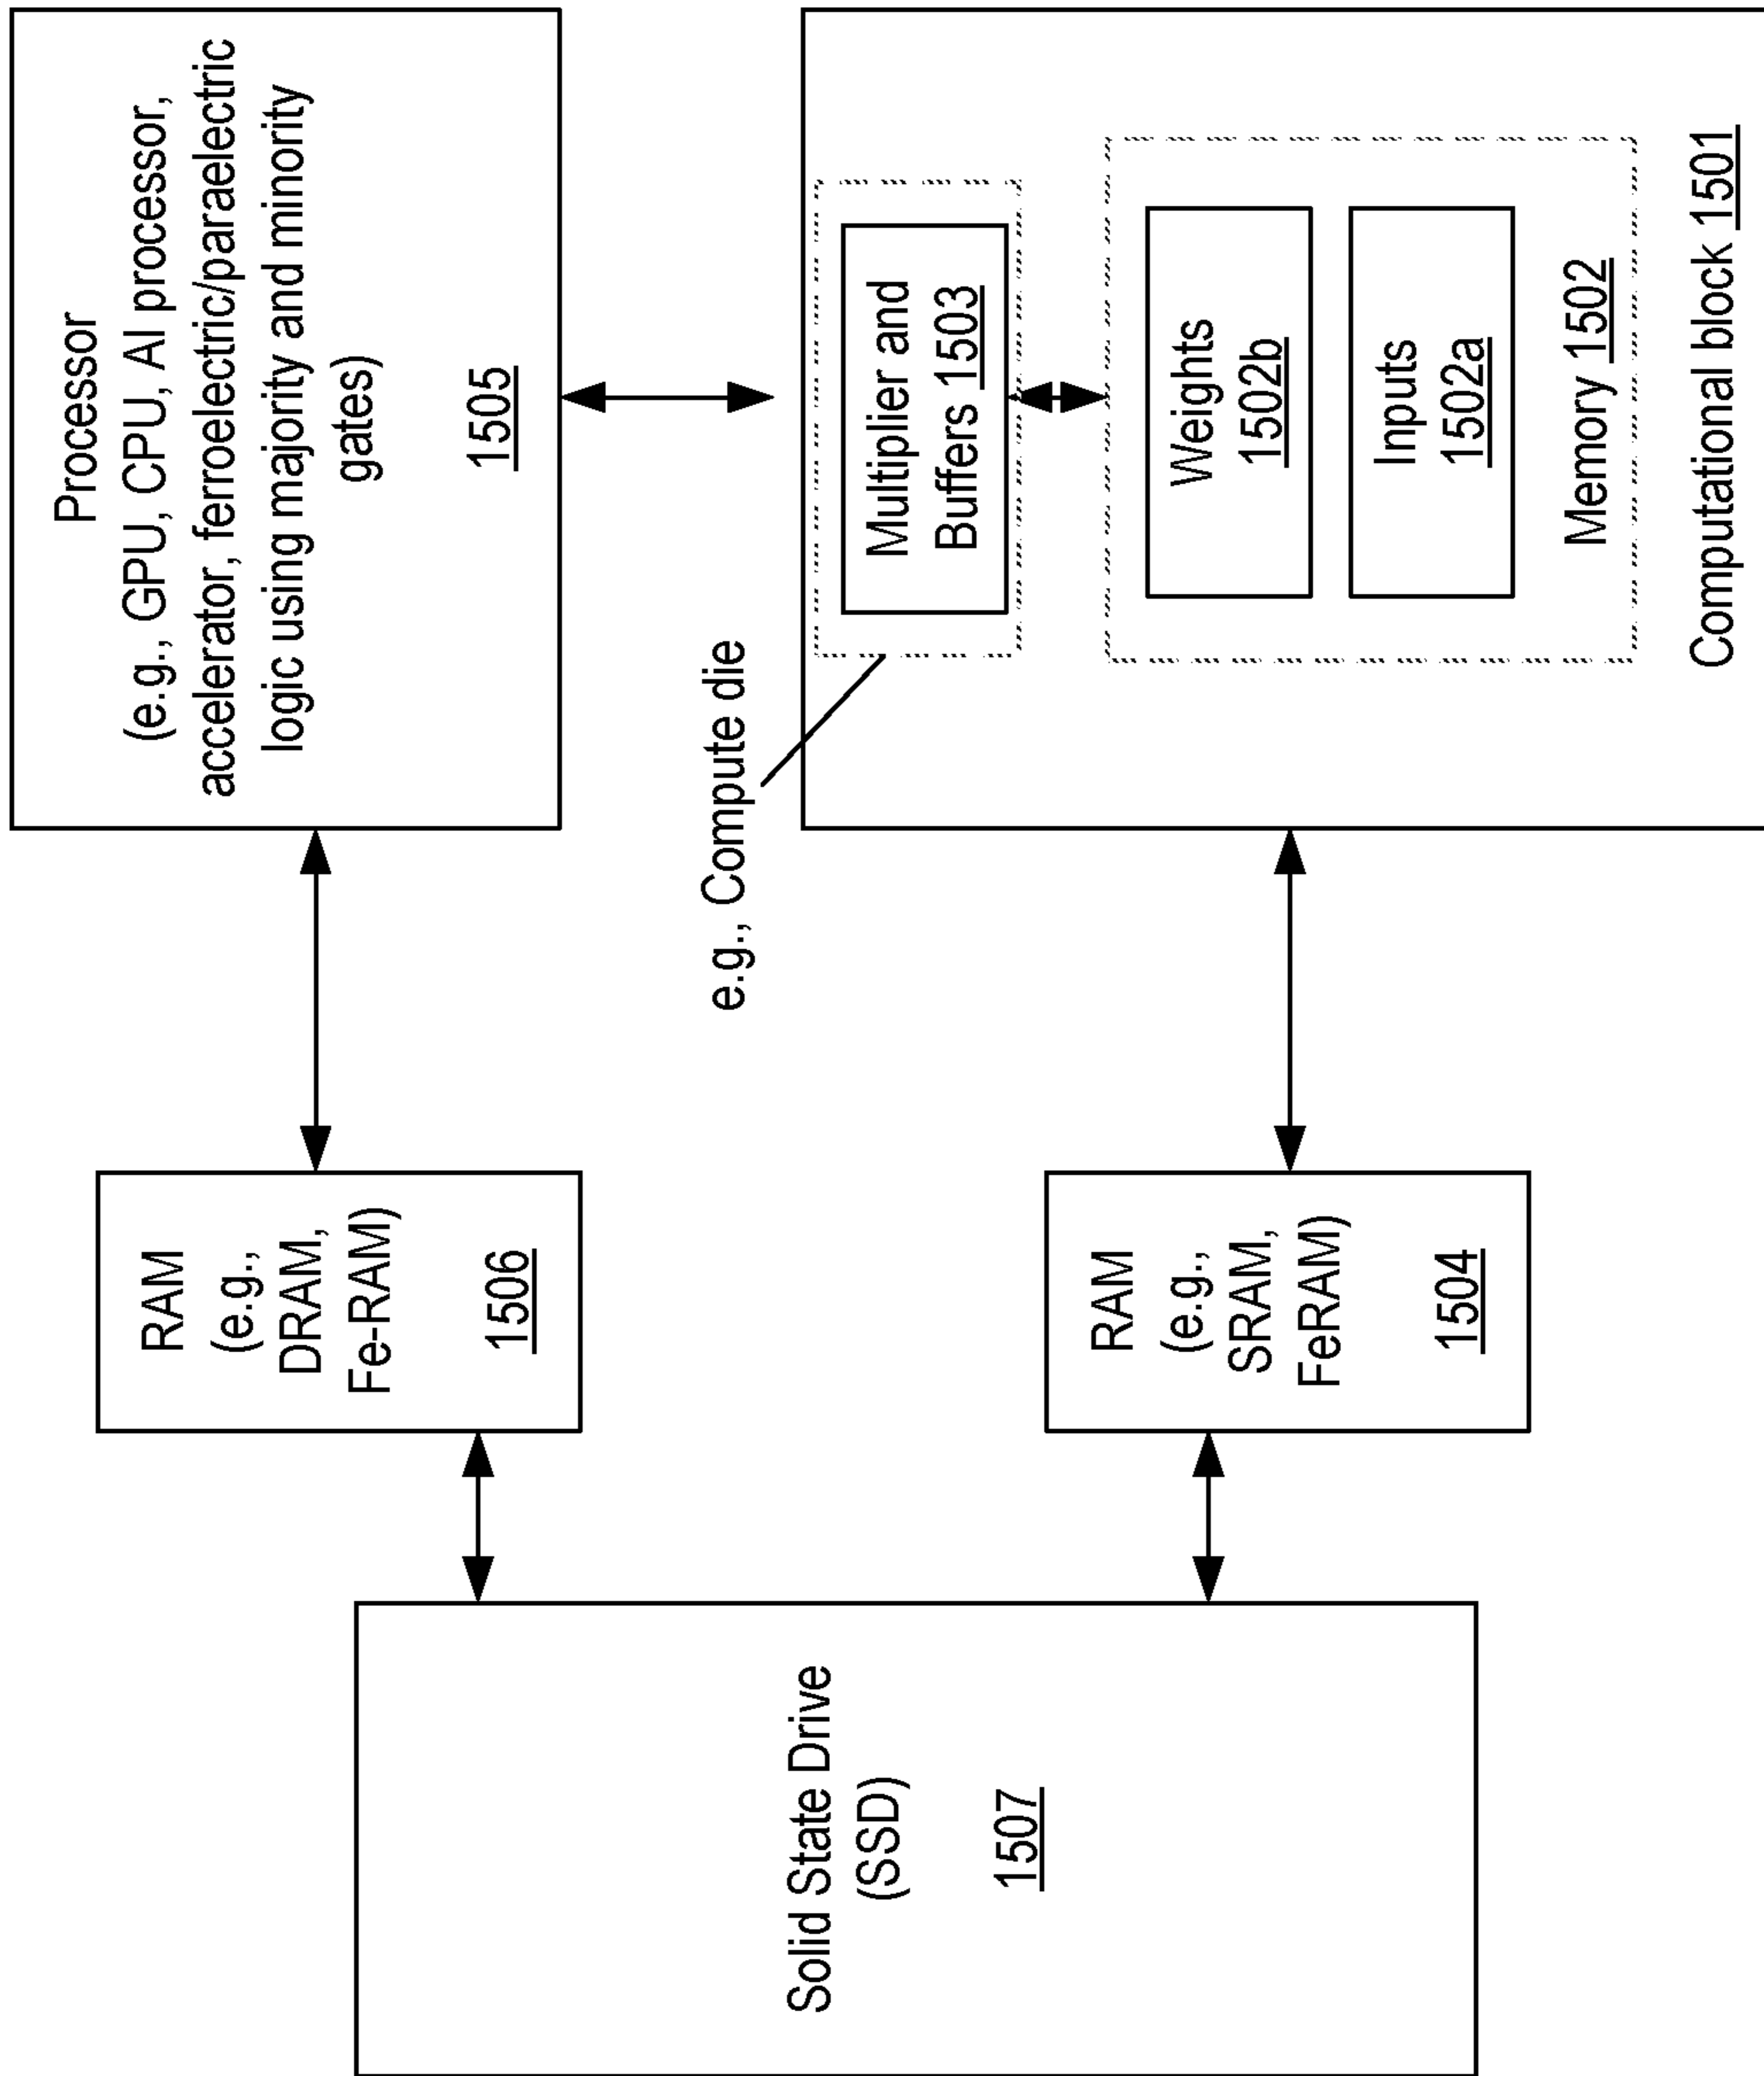 Solid State Drive
(SSD)
1507
RAM
(e.g.,
DRAM,
Fe-RAM)
1506
RAM
(e.g.,
SRAM,
FeRAM)
1504
Processor
(e.g., GPU, CPU, AI processor,
accelerator, ferroelectric/paraelectric
logic using majority and minority
gates)
1505
e.g., Compute die
Multiplier and
Buffers 1503
Weights
1502b
Inputs
1502a
Memory 1502
Computational block 1501